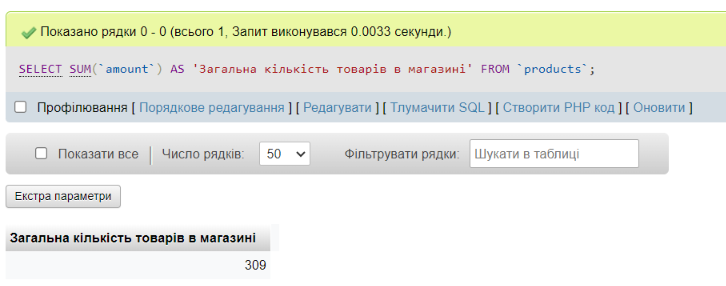 Показано рядки 0 - 0 (всього 1, Запит виконувався 0.0033 секунди.)
SELECT SUM(`amount`) AS 'Загальна кількість товарів в магазині' FROM `products`;
Профілювання [ Порядкове редагування ] [ Редагувати ] [ Тлумачити SQL ] [ Створити PHP код ] [ Оновити ]
Показати все | Число рядків: 50 Фільтрувати рядки: Шукати в таблиці
Екстра параметри
Загальна кількість товарів в магазині
309